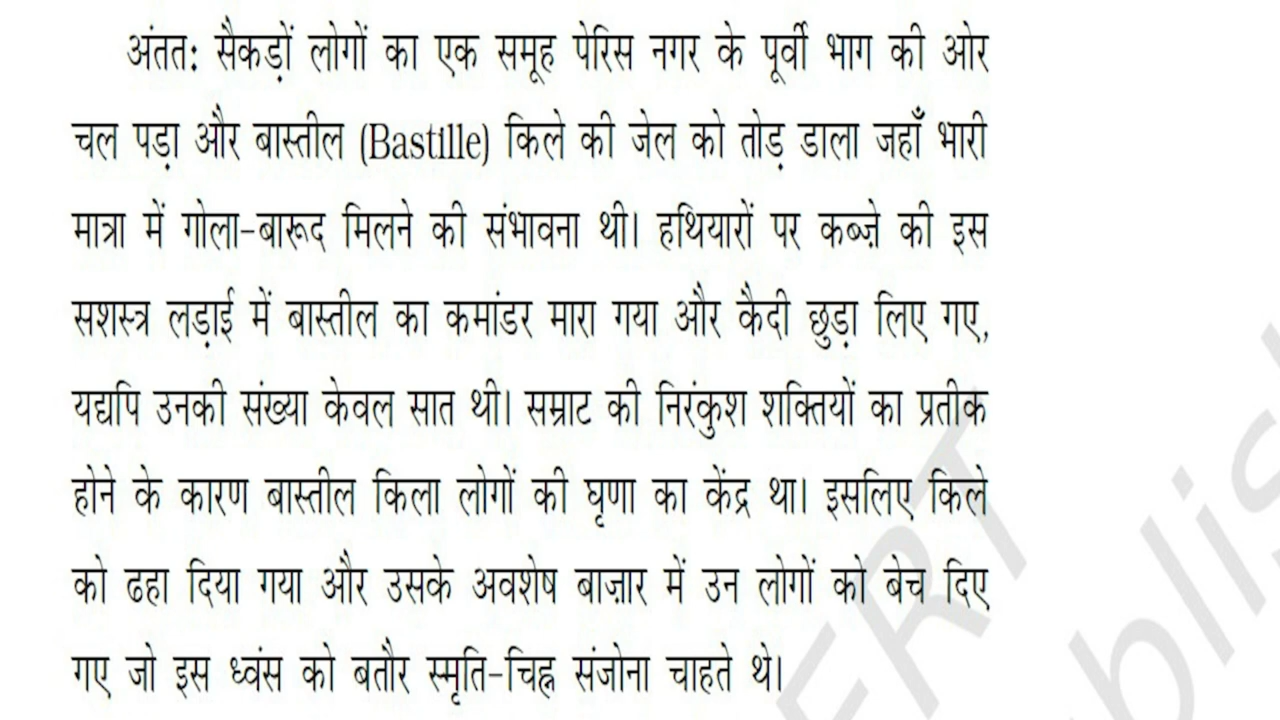 अंतत: सैकड़ों लोगों का एक समूह पेरिस नगर के पूर्वी भाग की ओर
चल पड़ा और बास्तील (Bastille) किले की जेल को तोड़ डाला जहाँ भारी
मात्रा में गोला-बारूद मिलने की संभावना थी। हथियारों पर कब्ज़े की इस
सशस्त्र लड़ाई में बास्तील का कमांडर मारा गया और कैदी छुड़ा लिए गए,
यद्यपि उनकी संख्या केवल सात थी। सम्राट की निरंकुश शक्तियों का प्रतीक
होने के कारण बास्तील किला लोगों की घृणा का केंद्र था। इसलिए किले
को ढहा दिया गया और उसके अवशेष बाज़ार में उन लोगों को बेच दिए
गए जो इस ध्वंस को बतौर स्मृति-चिह्न संजोना चाहते थे।